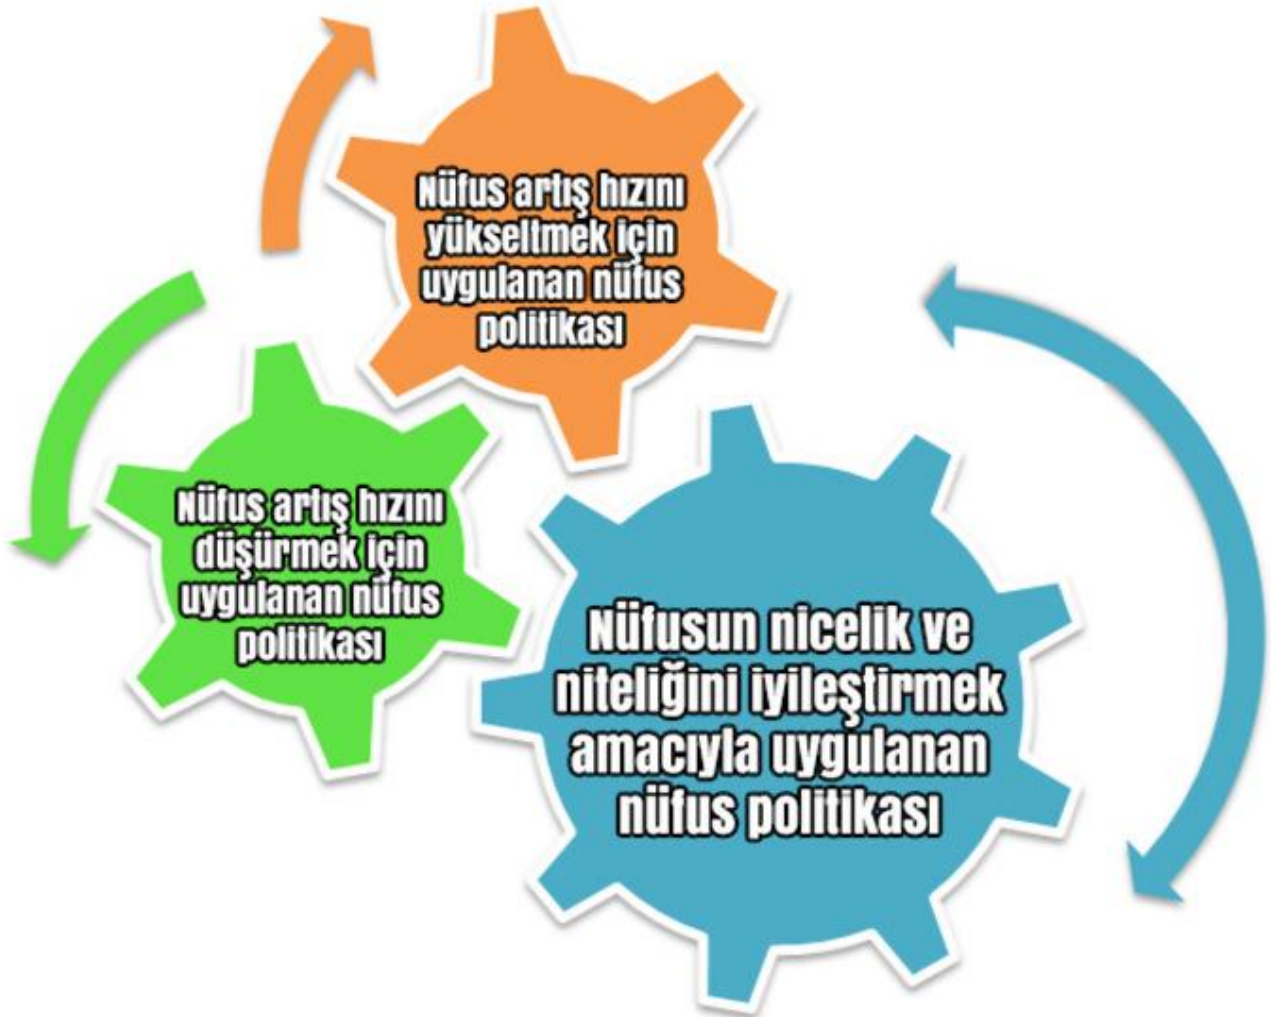 Nüfus artış hızını
yükseltmek için
uygulanan nüfus
politikası
Nüfus artış hızını
düşürmek için
uygulanan nüfus
politikası
Nüfusun nicelik ve
niteliğini iyileştirmek
amacıyla uygulanan
nüfus politikası